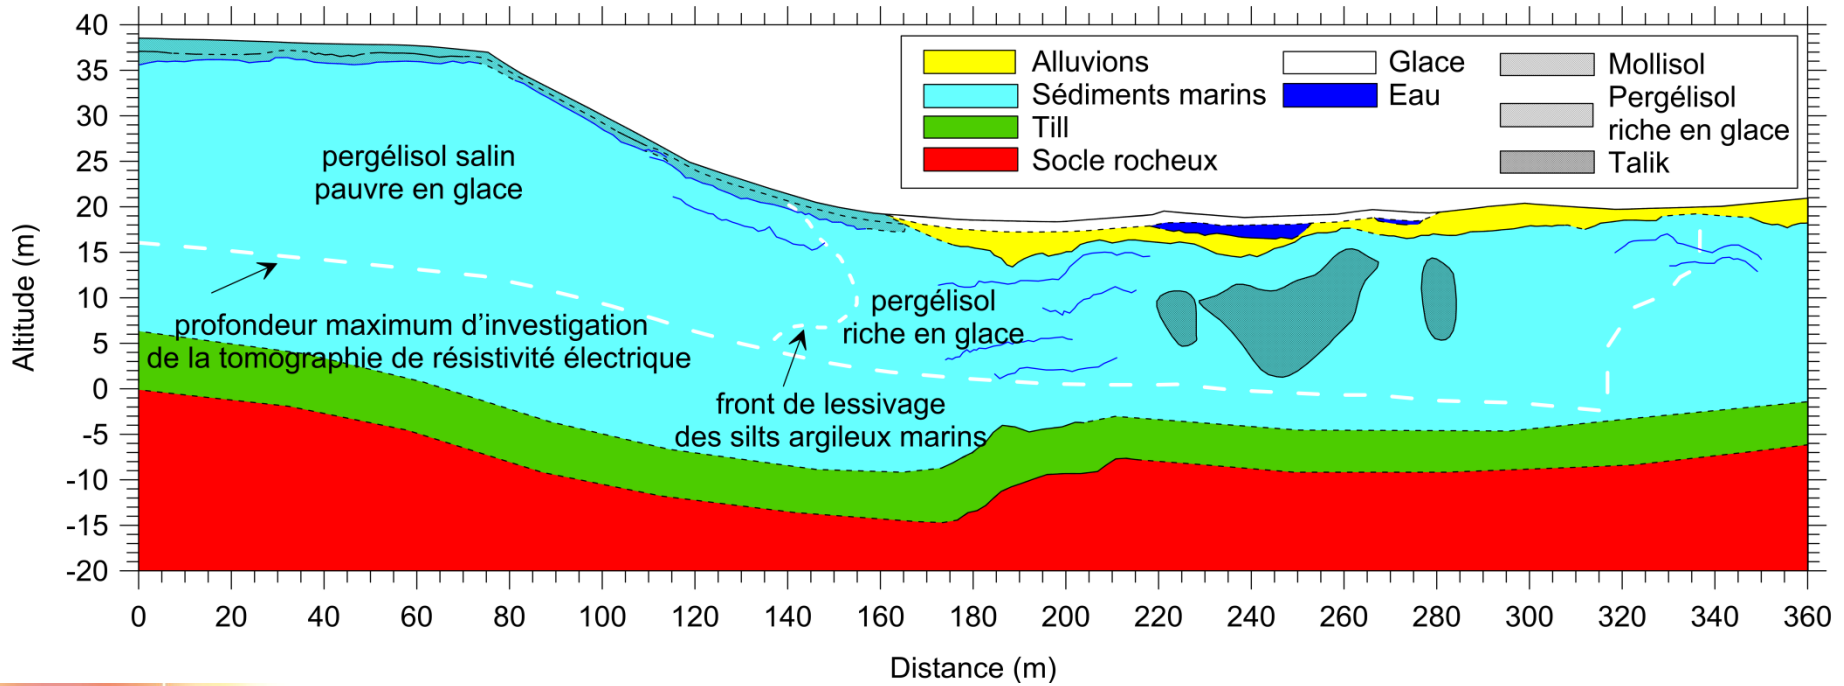 40
35
30
25
20
15
10
5
0
-5
-10
-15
-20
Altitude (m)
Alluvions
Sédiments marins
Till
Socle rocheux
Glace
Eau
Mollisol
Pergélisol
riche en glace
Talik
pergélisol salin
pauvre en glace
profondeur maximum d’investigation
de la tomographie de résistivité électrique
pergélisol
riche en glace
front de lessivage
des silts argileux marins
0 20 40 60 80 100 120 140 160 180 200 220 240 260 280 300 320 340 360
Distance (m)